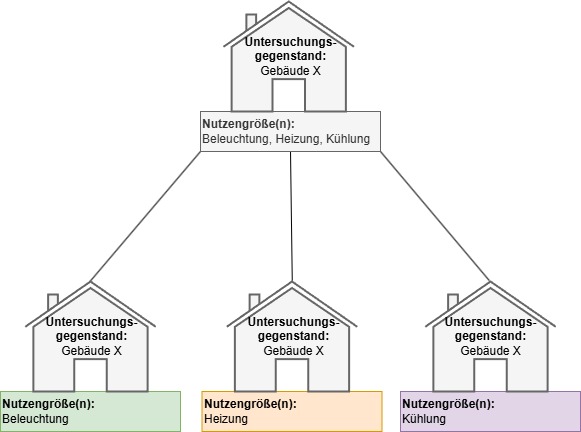 Untersuchungs-
gegenstand:
Gebäude X
Nutzengröße(n):
Beleuchtung, Heizung, Kühlung
Untersuchungs-
gegenstand:
Gebäude X
Nutzengröße(n):
Beleuchtung
Untersuchungs-
gegenstand:
Gebäude X
Nutzengröße(n):
Heizung
Untersuchungs-
gegenstand:
Gebäude X
Nutzengröße(n):
Kühlung